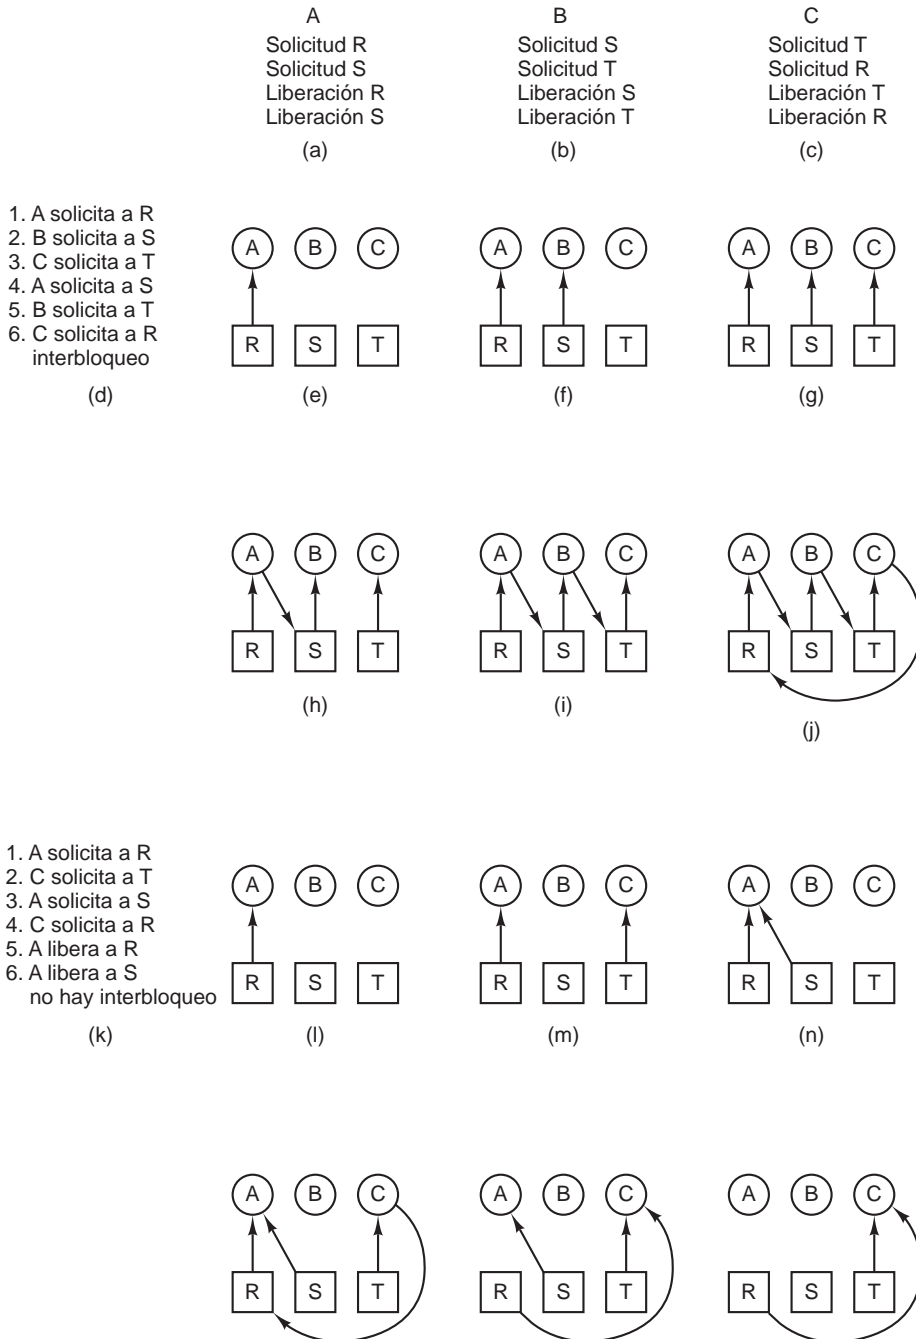 A B C
Solicitud R Solicitud S Solicitud T
Solicitud S Solicitud T Solicitud R
Liberación R Liberación S Liberación T
Liberación S Liberación T Liberación R
(a) (b) (c)
1. A solicita a R
2. B solicita a S
3. C solicita a T
4. A solicita a S
5. B solicita a T
6. C solicita a R
interbloqueo
(d)
A B C A B C A B C
R S T R S T R S T
(e) (f) (g)
A B C A B C A B C
R S T R S T R S T
(h) (i) (j)
1. A solicita a R
2. C solicita a T
3. A solicita a S
4. C solicita a R
5. A libera a R
6. A libera a S
no hay interbloqueo
(k)
A B C A B C A B C
R S T R S T R S T
(l) (m) (n)
A B C A B C A B C
R S T R S T R S T